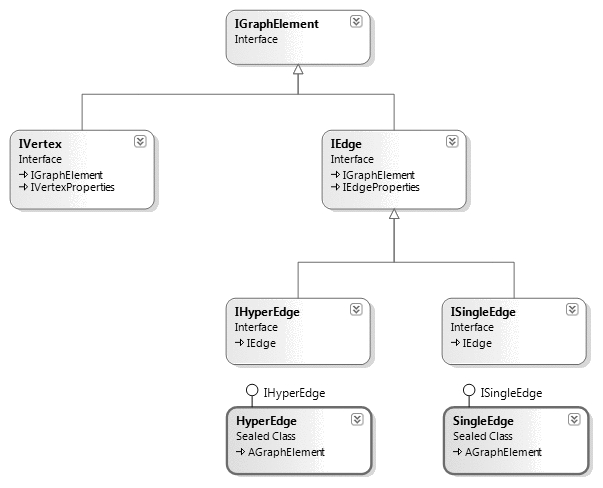 IGraphElement
Interface
IVertex
Interface
IGraphElement
IVertexProperties
IEdge
Interface
IGraphElement
IEdgeProperties
IHyperEdge
Interface
IEdge
ISingleEdge
Interface
IEdge
IHyperEdge
HyperEdge
Sealed Class
AGraphElement
ISingleEdge
SingleEdge
Sealed Class
AGraphElement